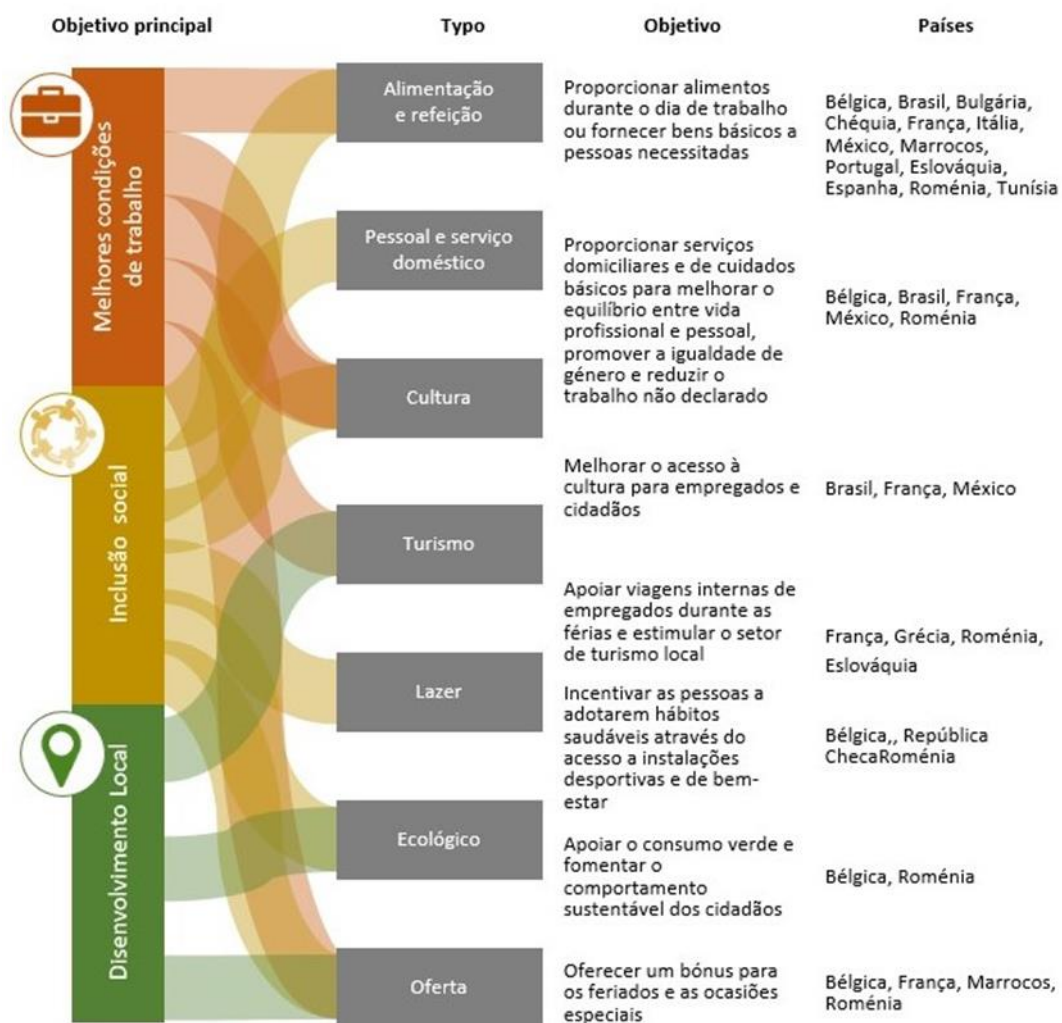 Objetivo principal
Typo
Objetivo
Países
Melhores condições
de trabalho
Inclusão social
Disenvolvimento Local
Alimentação
e refeição
Proporcionar alimentos
durante o dia de trabalho
ou fornecer bens básicos a
pessoas necessitadas
Bélgica, Brasil, Bulgária,
Chéquia, França, Itália,
México, Marrocos,
Portugal, Eslováquia,
Espanha, Roménia, Tunísia
Pessoal e serviço
doméstico
Proporcionar serviços
domiciliares e de cuidados
básicos para melhorar o
equilíbrio entre vida
profissional e pessoal,
promover a igualdade de
género e reduzir o
trabalho não declarado
Bélgica, Brasil, França,
México, Roménia
Cultura
Melhorar o acesso à
cultura para empregados e
cidadãos
Brasil, França, México
Turismo
Apoiar viagens internas de
empregados durante as
férias e estimular o setor
de turismo local
França, Grécia, Roménia,
Eslováquia
Lazer
Incentivar as pessoas a
adotarem hábitos
saudáveis através do
acesso a instalações
desportivas e de bem-
estar
Bélgica,, República
ChecaRoménia
Ecológico
Apoiar o consumo verde e
fomentar o
comportamento
sustentável dos cidadãos
Bélgica, Roménia
Oferta
Oferecer um bónus para
os feriados e as ocasiões
especiais
Bélgica, França, Marrocos,
Roménia